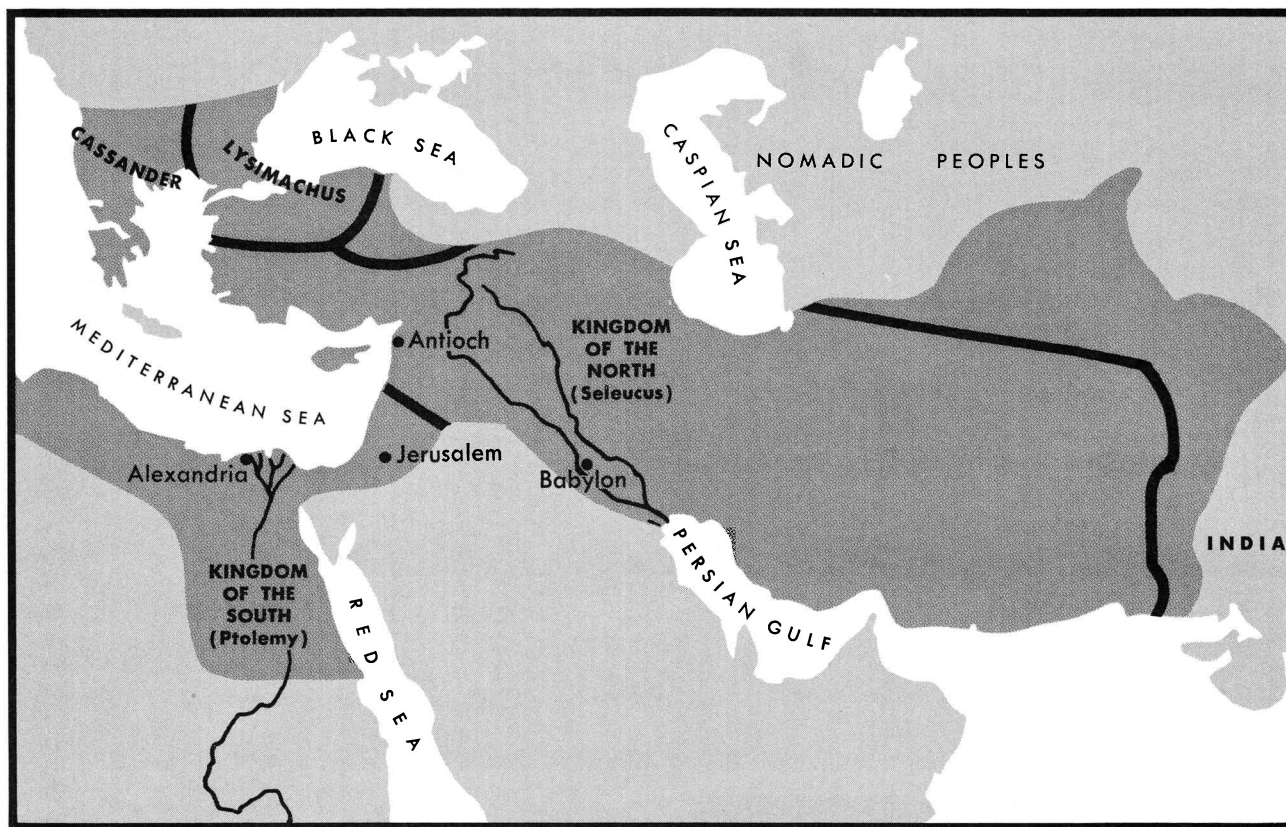 BLACK SEA
CASPIAN SEA
NOMADIC PEOPLES
CASSANDER
LYSIMACHUS
MEDITERRANEAN SEA
Antioch
KINGDOM
OF THE
NORTH
(Seleucus)
Alexandria
Jerusalem
Babylon
INDIA
PERSIAN GULF
KINGDOM
OF THE
SOUTH
(Ptolemy)
RED SEA